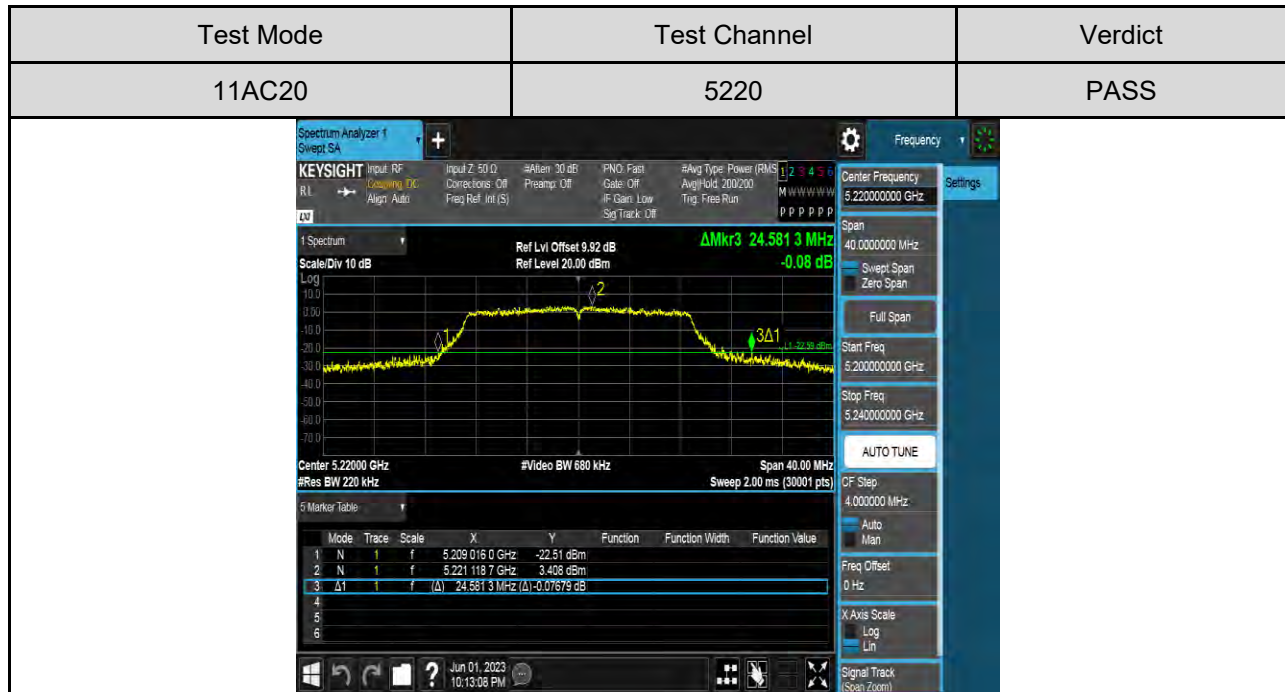 Test Mode Test Channel Verdict
11AC20 5220 PASS
Spectrum Analyzer 1
Swept SA
+
Frequency
KEYSIGHT Input: RF Input Z: 50 Ω #Atten: 30 dB PNO: Fast #Avg Type: Power (RMS 1 2 3 4 5 6
RL Coupling: DC Corrections: Off Preamp: Off Gate: Off Avg|Hold: 200/200 M W W W W W
Align: Auto Freq Ref: Int (S) IF Gain: Low Trig: Free Run
LXI Sig Track: Off P P P P P P
Center Frequency
5.220000000 GHz
Settings
Span
40.0000000 MHz
Swept Span
Zero Span
Full Span
Start Freq
5.200000000 GHz
Stop Freq
5.240000000 GHz
AUTO TUNE
CF Step
4.000000 MHz
Auto
Man
Freq Offset
0 Hz
X Axis Scale
Log
Lin
Signal Track
(Span Zoom)
1 Spectrum
Scale/Div 10 dB
Ref Lvl Offset 9.92 dB
Ref Level 20.00 dBm
ΔMkr3 24.581 3 MHz
-0.08 dB
Log
10.0
0.00
-10.0
-20.0
-30.0
-40.0
-50.0
-60.0
-70.0
1
2
3Δ1
DL1 -22.59 dBm
Center 5.22000 GHz #Video BW 680 kHz Span 40.00 MHz
#Res BW 220 kHz Sweep 2.00 ms (30001 pts)
5 Marker Table
Mode Trace Scale X Y Function Function Width Function Value
1 N 1 f 5.209 016 0 GHz -22.51 dBm
2 N 1 f 5.221 118 7 GHz 3.408 dBm
3 Δ1 1 f (Δ) 24.581 3 MHz (Δ) -0.07679 dB
4
5
6
? Jun 01, 2023
10:13:08 PM